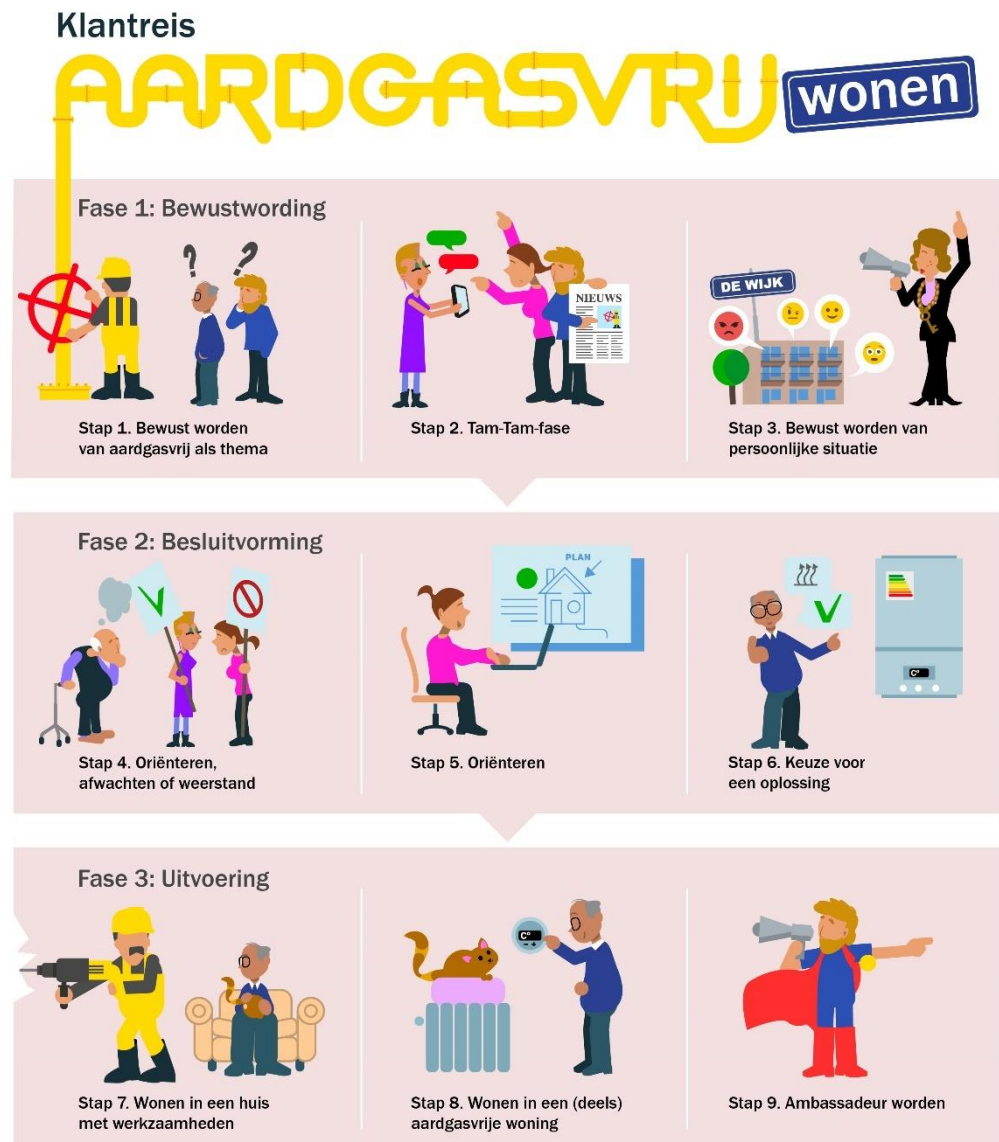 Klantreis
AARDGASVRIJ wonen
Fase 1: Bewustwording
? ?
NIEUWS
DE WIJK
Stap 1. Bewust worden
van aardgasvrij als thema
Stap 2. Tam-Tam-fase
Stap 3. Bewust worden van
persoonlijke situatie
Fase 2: Besluitvorming
PLAN
C°
Stap 4. Oriënteren,
afwachten of weerstand
Stap 5. Oriënteren
Stap 6. Keuze voor
een oplossing
Fase 3: Uitvoering
C°
- +
Stap 7. Wonen in een huis
met werkzaamheden
Stap 8. Wonen in een (deels)
aardgasvrije woning
Stap 9. Ambassadeur worden